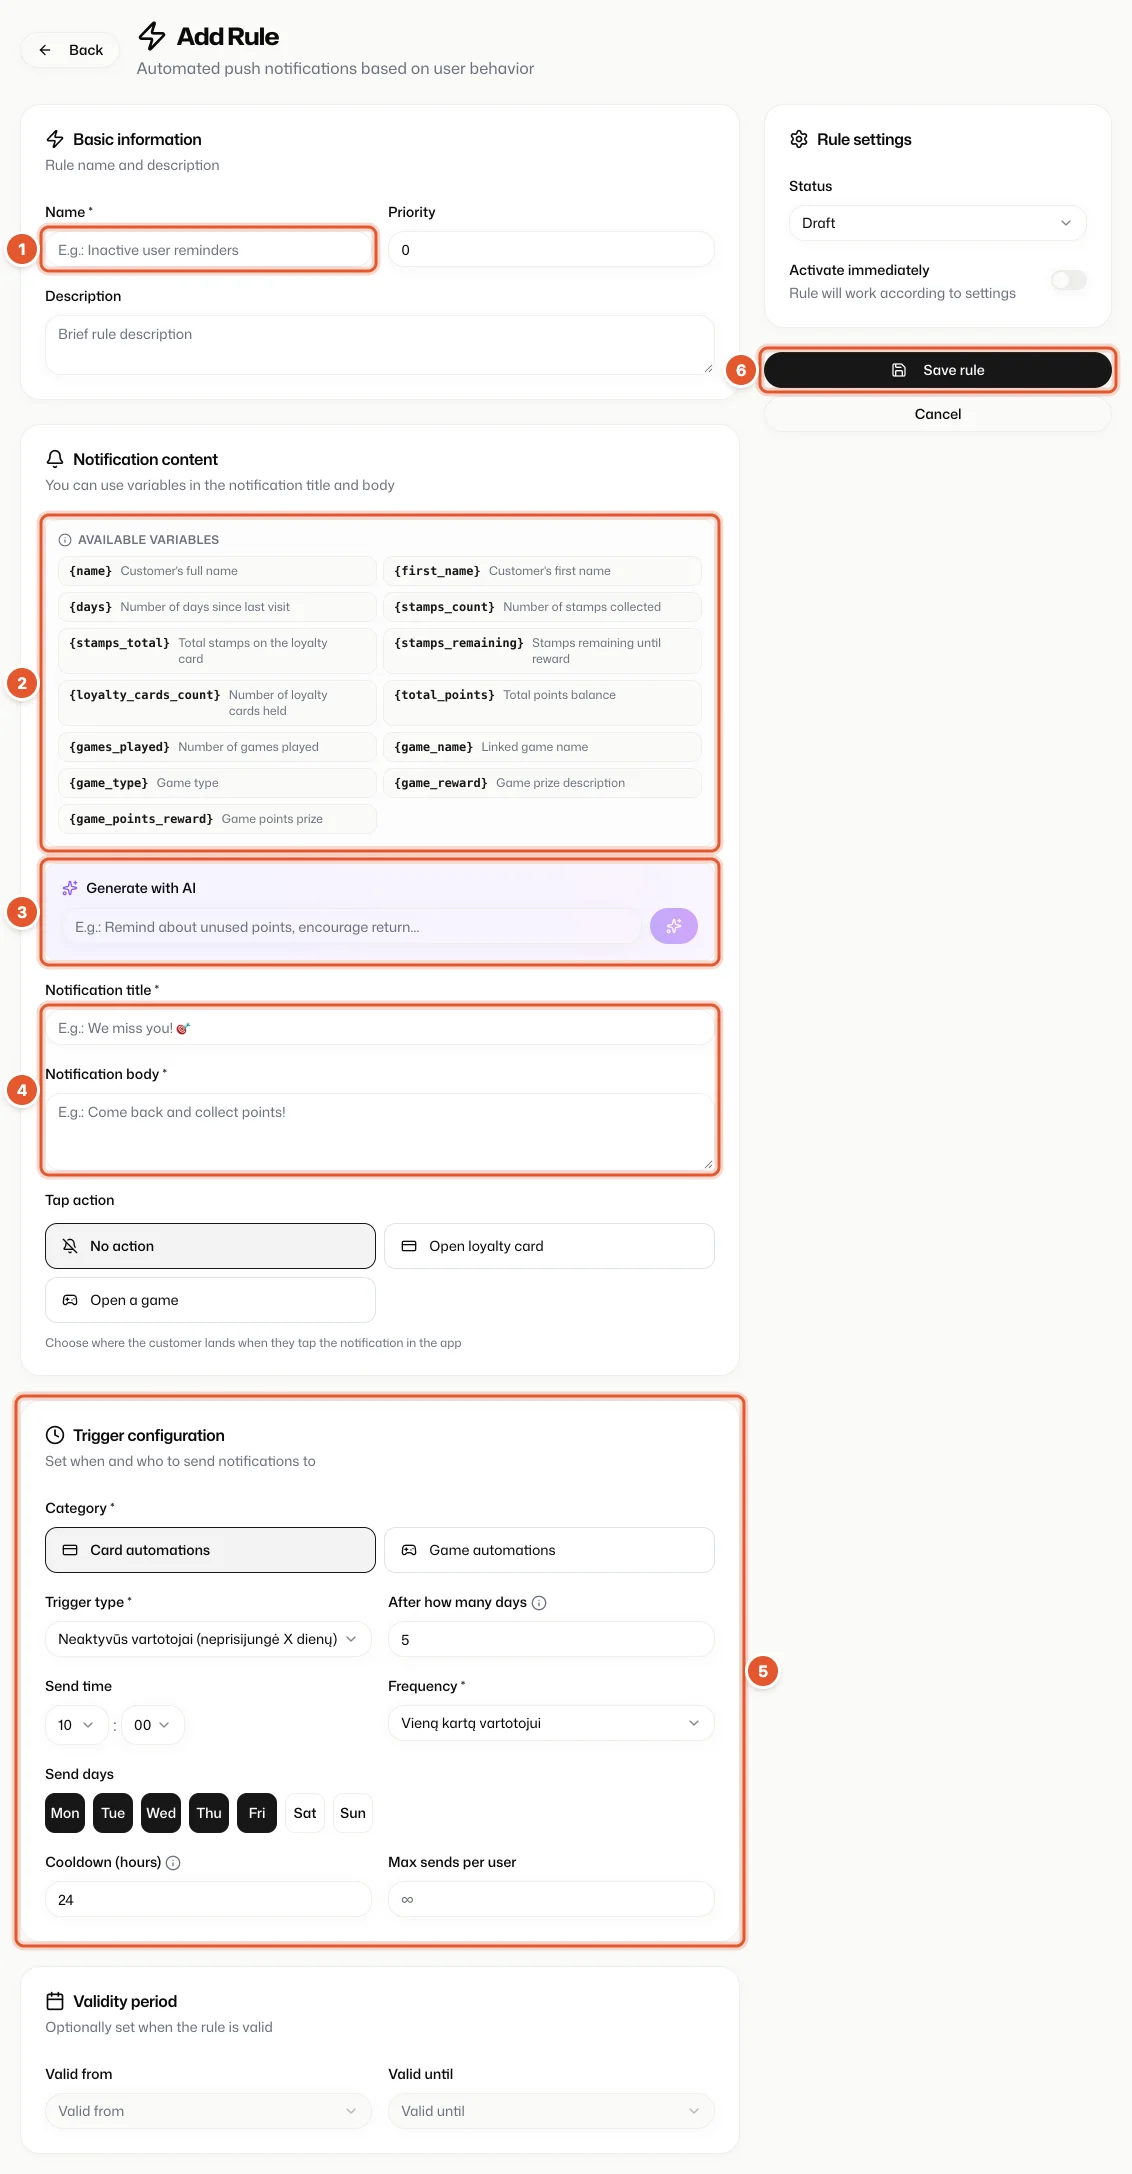 Back
Add Rule
Automated push notifications based on user behavior
Basic information
Rule name and description
Name *
Priority
1
E.g.: Inactive user reminders
0
Description
Brief rule description
Rule settings
Status
Draft
Activate immediately
Rule will work according to settings
6
Save rule
Cancel
Notification content
You can use variables in the notification title and body
2
AVAILABLE VARIABLES
{name} Customer's full name
{first_name} Customer's first name
{days} Number of days since last visit
{stamps_count} Number of stamps collected
{stamps_total} Total stamps on the loyalty
card
{stamps_remaining} Stamps remaining until
reward
{loyalty_cards_count} Number of loyalty
cards held
{total_points} Total points balance
{games_played} Number of games played
{game_name} Linked game name
{game_type} Game type
{game_reward} Game prize description
{game_points_reward} Game points prize
3
Generate with AI
E.g.: Remind about unused points, encourage return...
Notification title *
E.g.: We miss you! 🎯
4
Notification body *
E.g.: Come back and collect points!
Tap action
No action
Open loyalty card
Open a game
Choose where the customer lands when they tap the notification in the app
Trigger configuration
Set when and who to send notifications to
Category *
Card automations
Game automations
Trigger type *
After how many days
Neaktyvūs vartotojai (neprisijungė X dienų)
5
5
Send time
Frequency *
10 : 00
Vieną kartą vartotojui
Send days
Mon Tue Wed Thu Fri Sat Sun
Cooldown (hours)
Max sends per user
24
∞
Validity period
Optionally set when the rule is valid
Valid from
Valid until
Valid from
Valid until